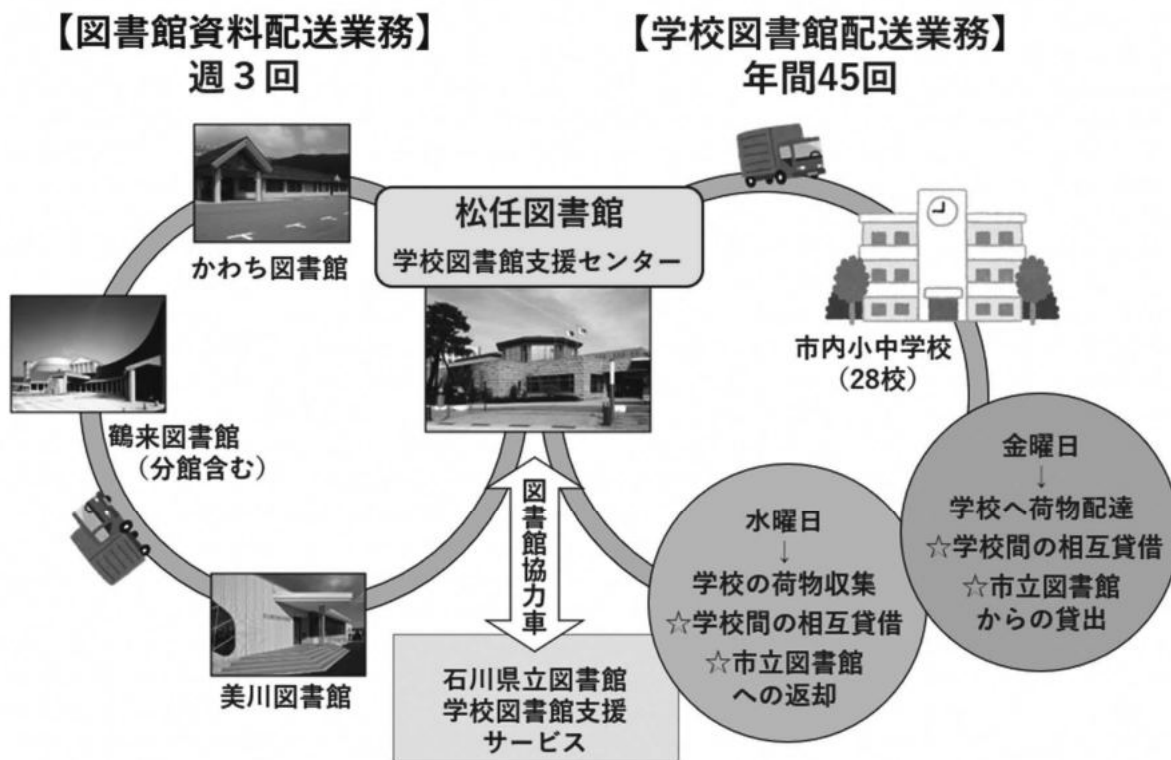 【図書館資料配送業務】
週３回
【学校図書館配送業務】
年間45回
松任図書館
学校図書館支援センター
かわち図書館
鶴来図書館
（分館含む）
美川図書館
図書館協力車
石川県立図書館
学校図書館支援
サービス
市内小中学校
（28校）
水曜日
↓
学校の荷物収集
☆学校間の相互貸借
☆市立図書館
への返却
金曜日
↓
学校へ荷物配達
☆学校間の相互貸借
☆市立図書館
からの貸出